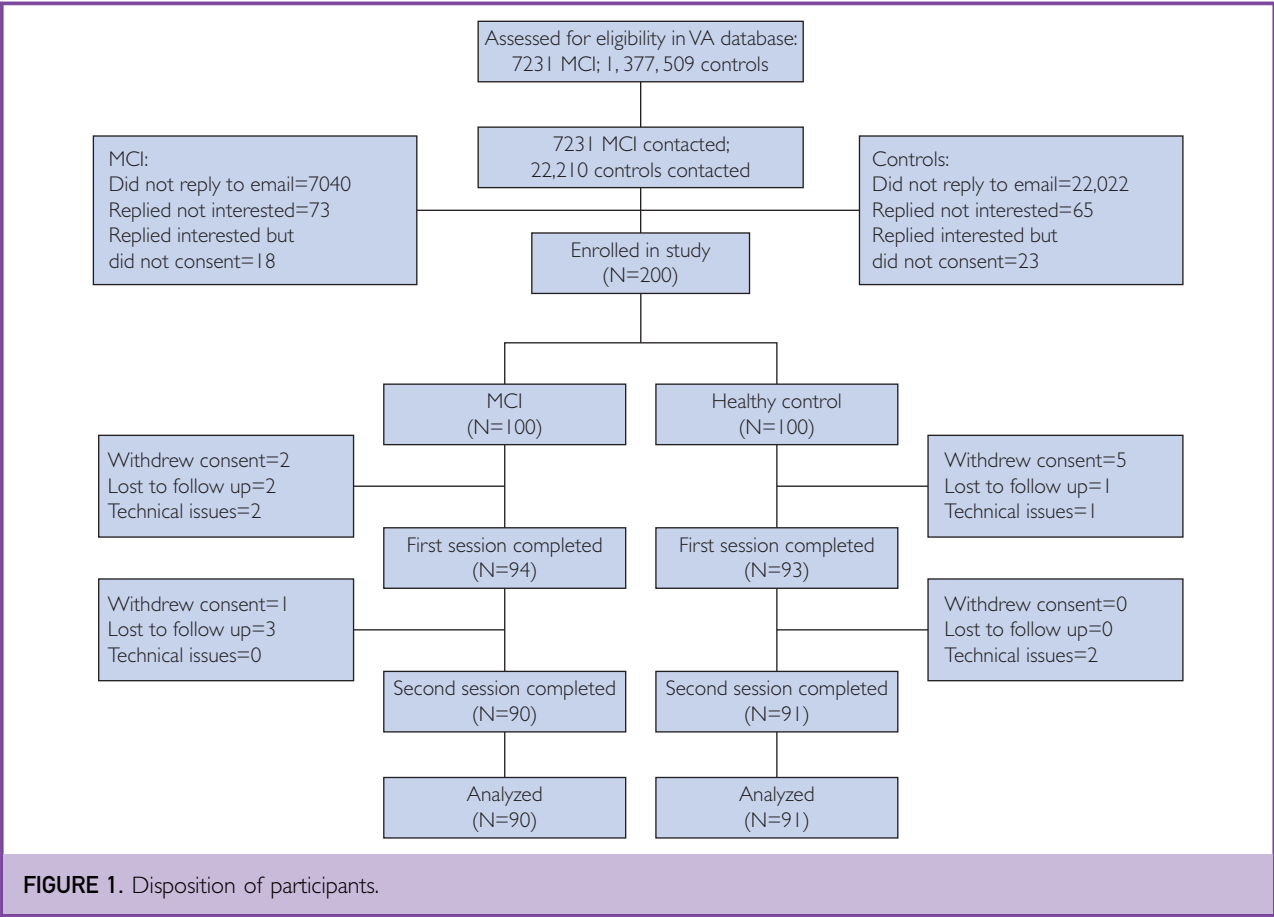 Assessed for eligibility in VA database:
7231 MCI; 1, 377, 509 controls
7231 MCI contacted;
22,210 controls contacted
MCI:
Did not reply to email=7040
Replied not interested=73
Replied interested but
did not consent=18
Controls:
Did not reply to email=22,022
Replied not interested=65
Replied interested but
did not consent=23
Enrolled in study
(N=200)
MCI
(N=100)
Healthy control
(N=100)
Withdrew consent=2
Lost to follow up=2
Technical issues=2
Withdrew consent=5
Lost to follow up=1
Technical issues=1
First session completed
(N=94)
First session completed
(N=93)
Withdrew consent=1
Lost to follow up=3
Technical issues=0
Withdrew consent=0
Lost to follow up=0
Technical issues=2
Second session completed
(N=90)
Second session completed
(N=91)
Analyzed
(N=90)
Analyzed
(N=91)
FIGURE 1. Disposition of participants.